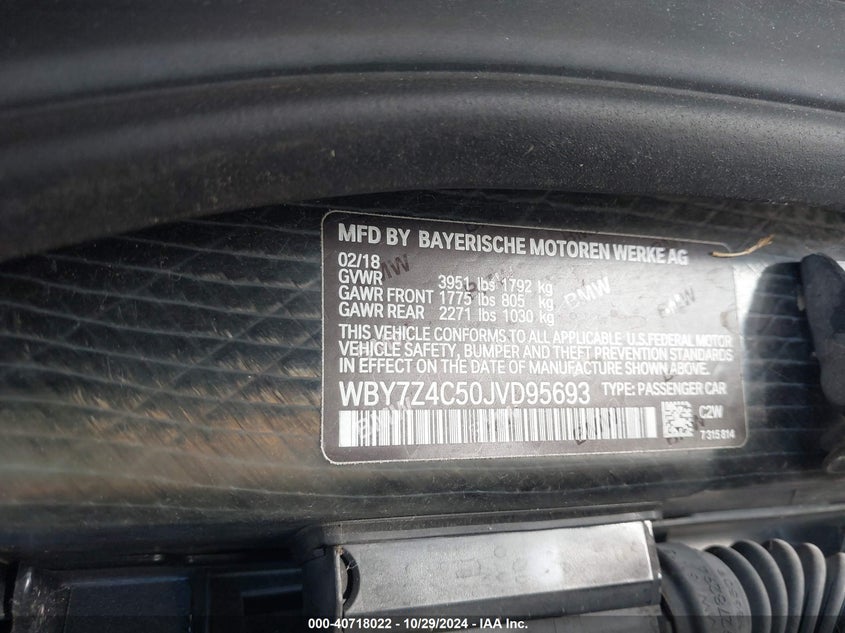 MFD BY BAYERISCHE MOTOREN WERKE AG
02/18
GVWR 3951 lbs 1792 kg
GAWR FRONT 1775 lbs 805 kg
GAWR REAR 2271 lbs 1030 kg
THIS VEHICLE CONFORMS TO ALL APPLICABLE U.S.FEDERAL MOTOR
VEHICLE SAFETY, BUMPER AND THEFT PREVENTION STANDARDS
IN EFFECT ON THE DATE OF MANUFACTURE SHOWN ABOVE.
WBY7Z4C50JVD95693 TYPE: PASSENGER CAR
C2W
7315814
BMW
BMW
BMW
000-40718022 - 10/29/2024 - IAA Inc.